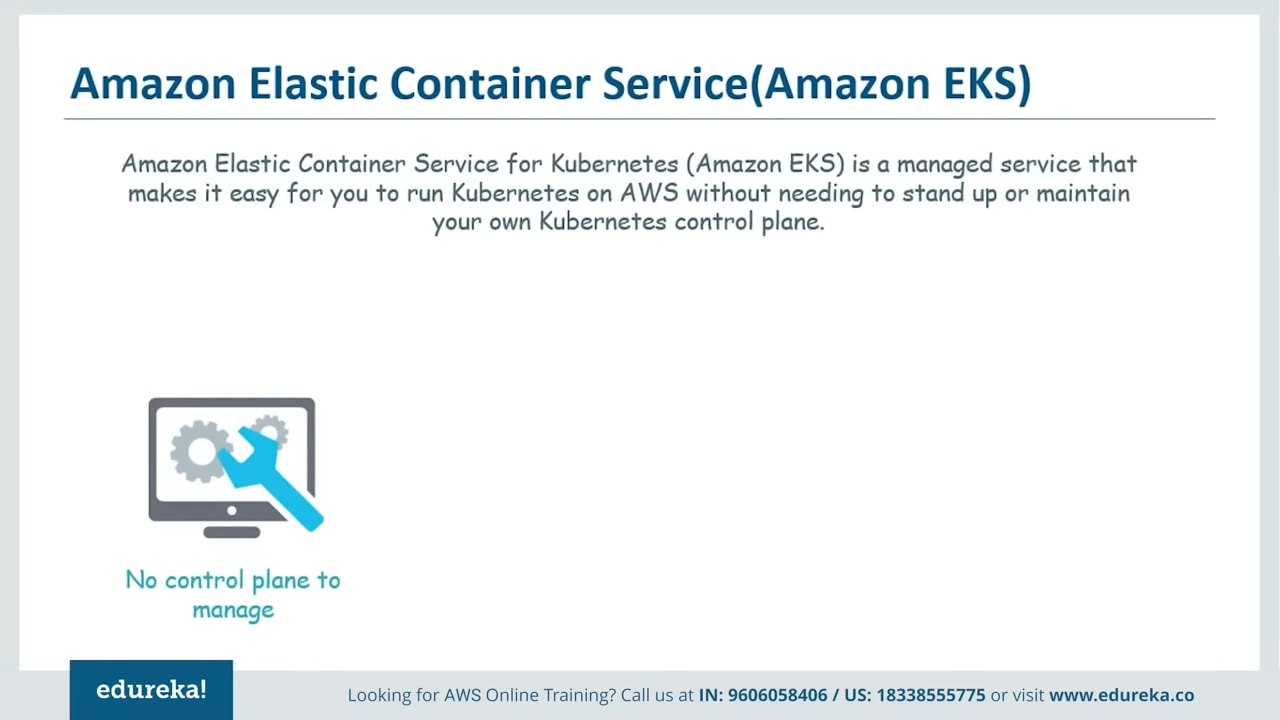 Amazon Elastic Container Service(Amazon EKS)
Amazon Elastic Container Service for Kubernetes (Amazon EKS) is a managed service that
makes it easy for you to run Kubernetes on AWS without needing to stand up or maintain
your own Kubernetes control plane.
No control plane to
manage
edureka!
Looking for AWS Online Training? Call us at IN: 9606058406 / US: 18338555775 or visit www.edureka.co